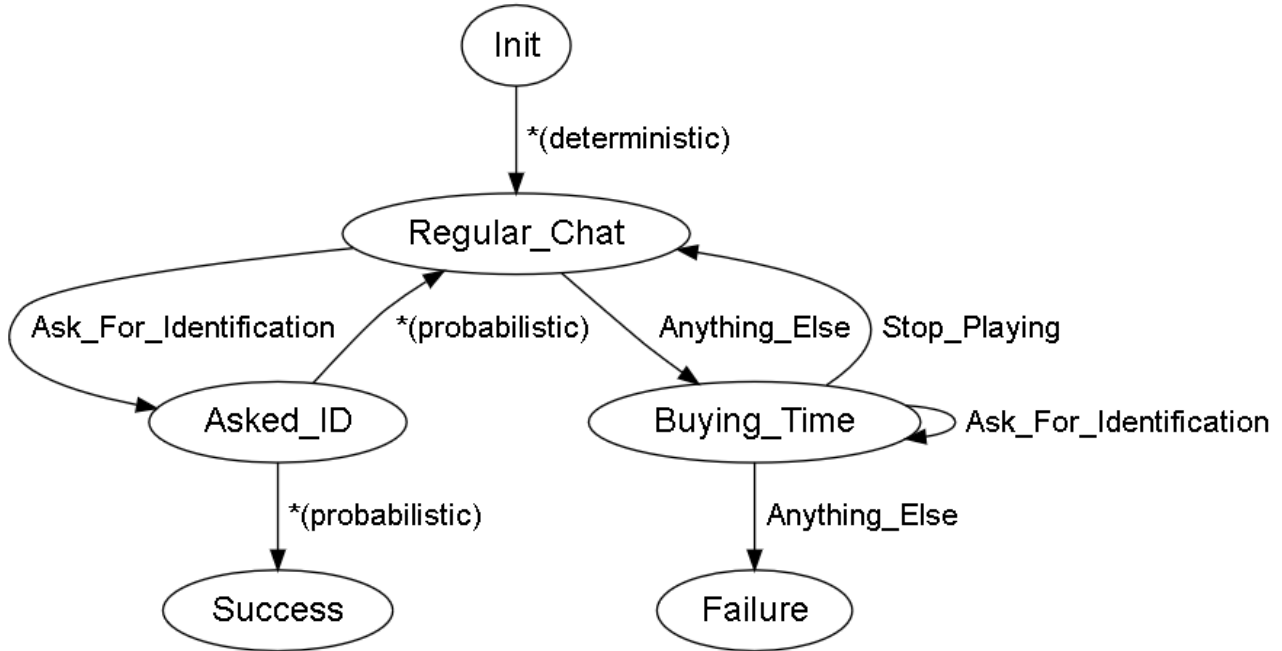 Init
*(deterministic)
Regular_Chat
Ask_For_Identification
*(probabilistic)
Anything_Else
Stop_Playing
Asked_ID
Buying_Time
Ask_For_Identification
*(probabilistic)
Anything_Else
Success
Failure